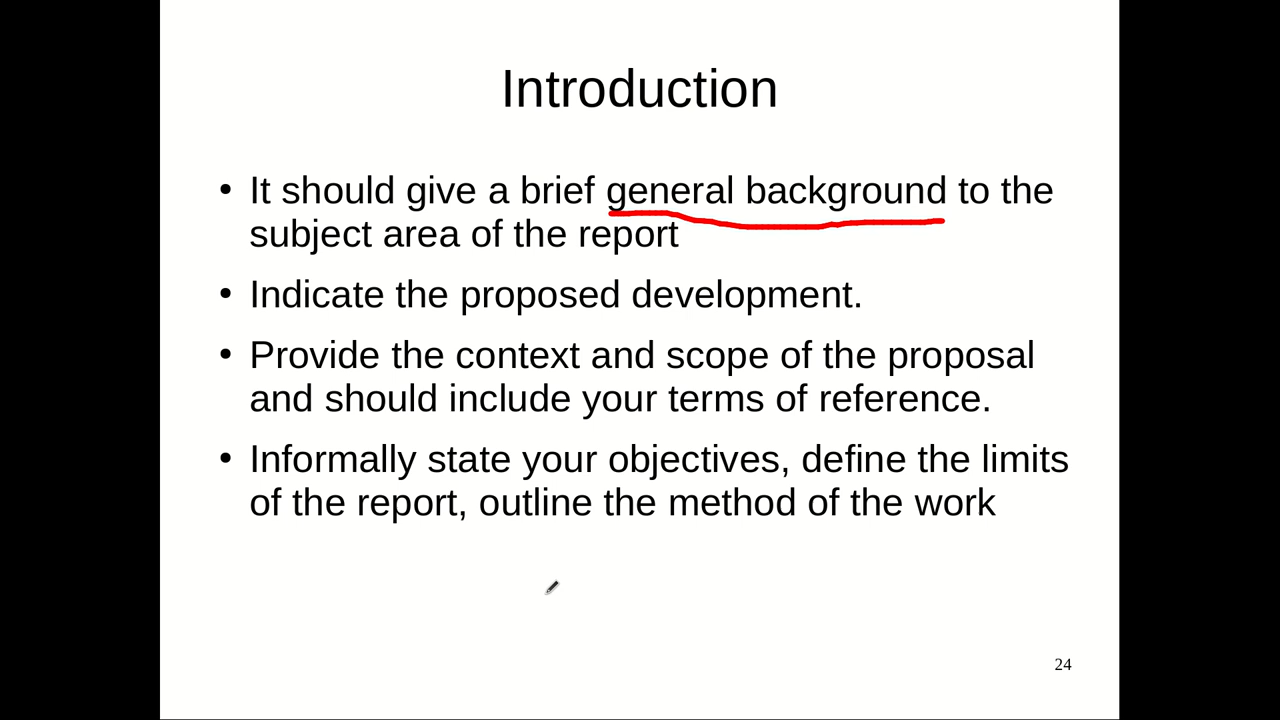 Introduction
• It should give a brief general background to the
subject area of the report
• Indicate the proposed development.
• Provide the context and scope of the proposal
and should include your terms of reference.
• Informally state your objectives, define the limits
of the report, outline the method of the work
24